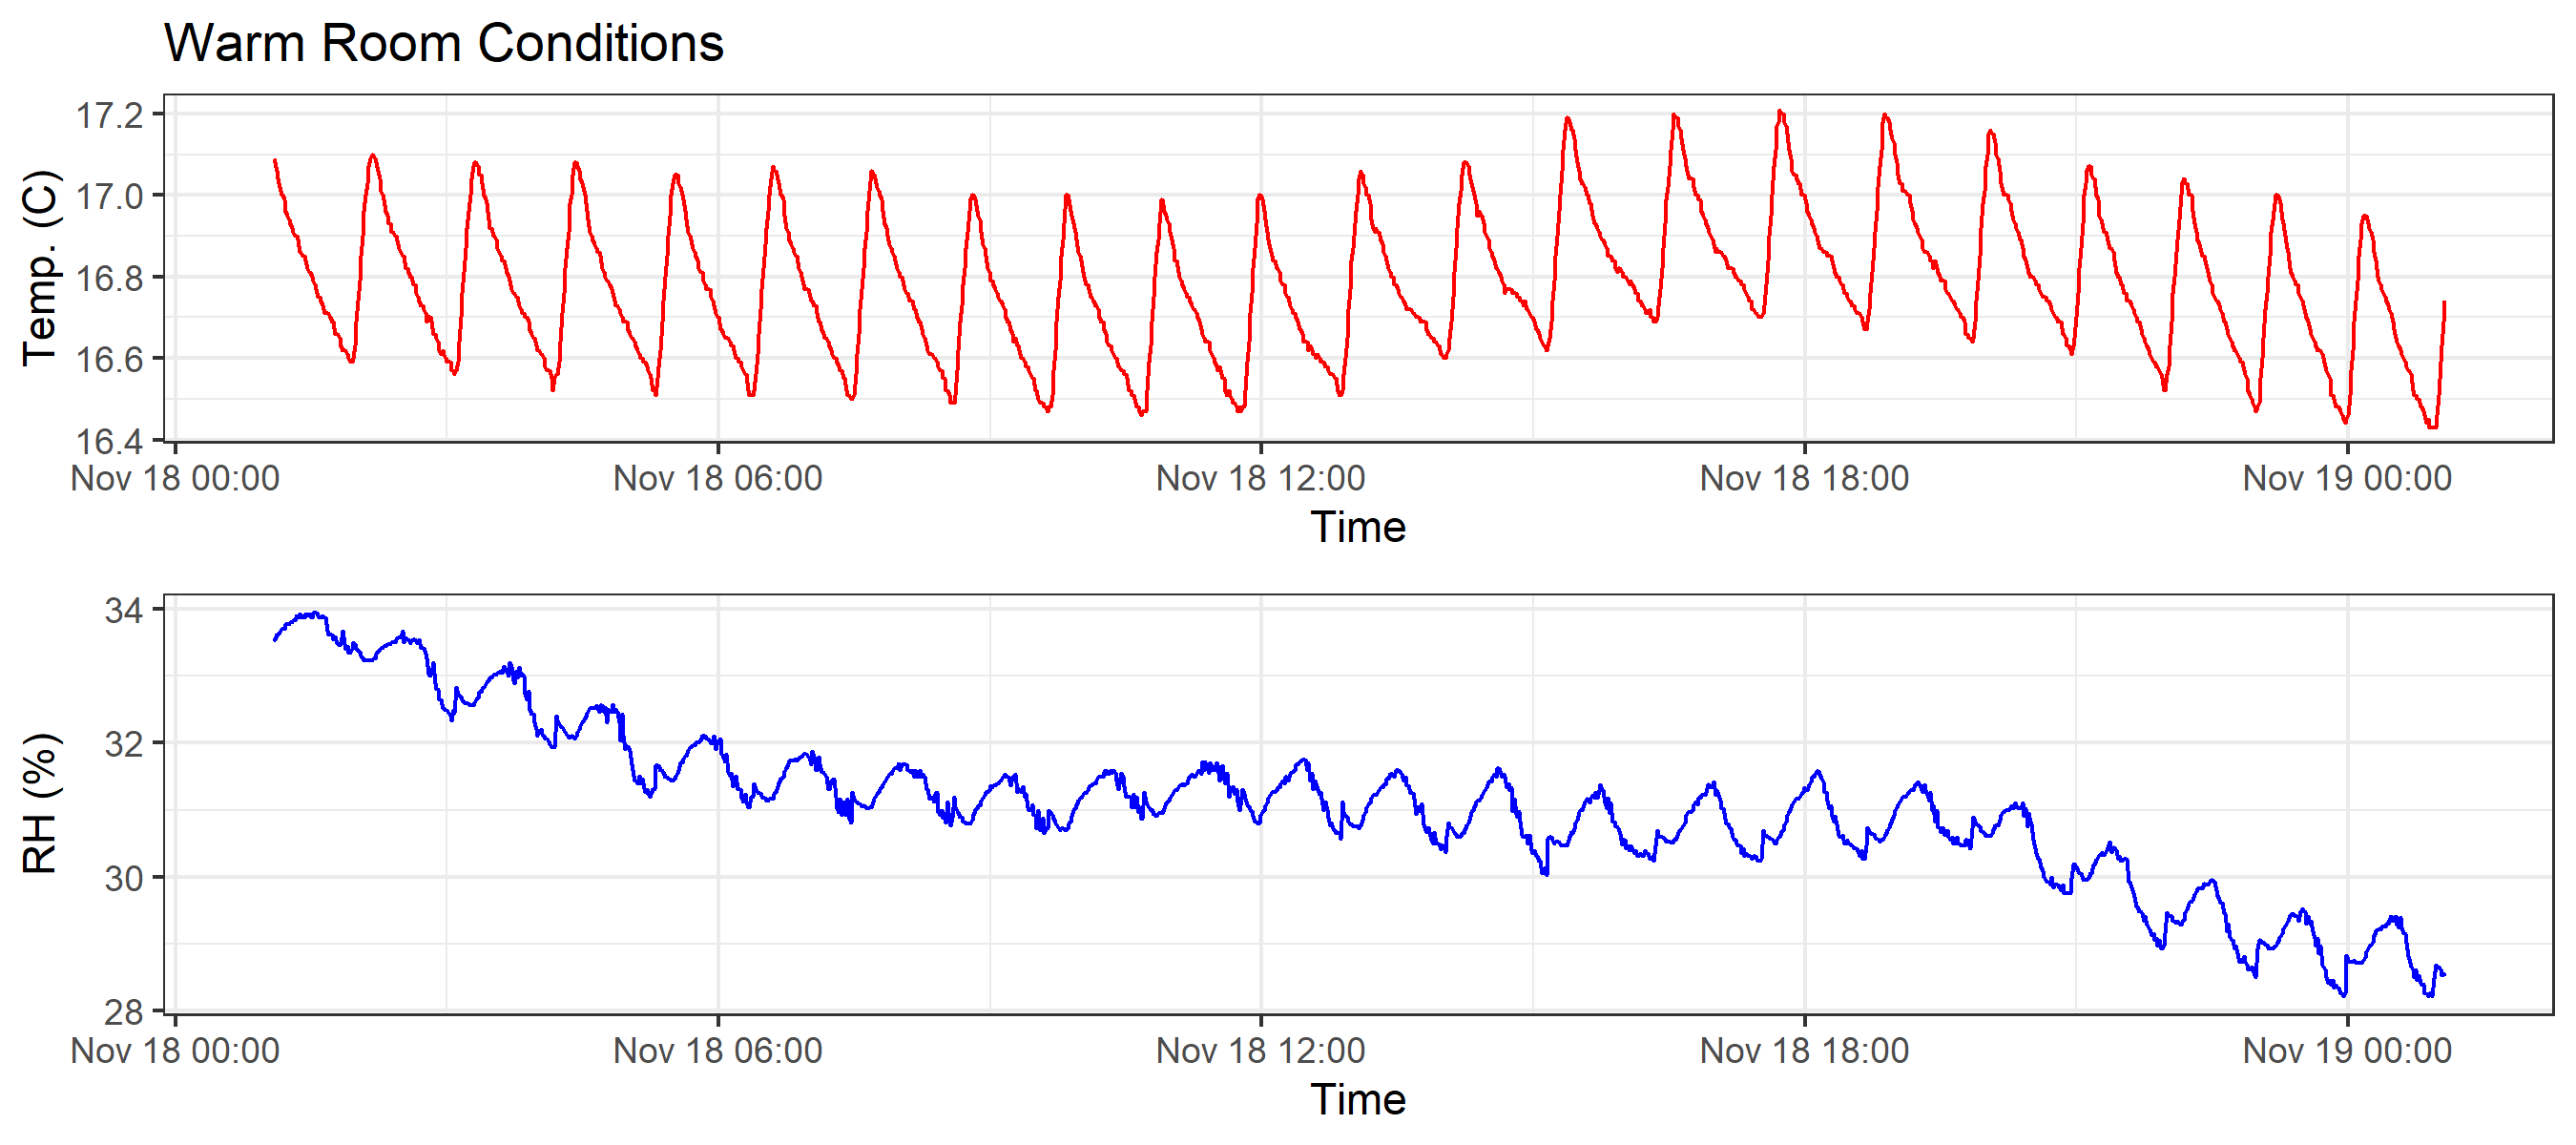 Warm Room Conditions
Temp. (C)
17.2
17.0
16.8
16.6
16.4
Nov 18 00:00 Nov 18 06:00 Nov 18 12:00 Nov 18 18:00 Nov 19 00:00
Time
RH (%)
34
32
30
28
Nov 18 00:00 Nov 18 06:00 Nov 18 12:00 Nov 18 18:00 Nov 19 00:00
Time